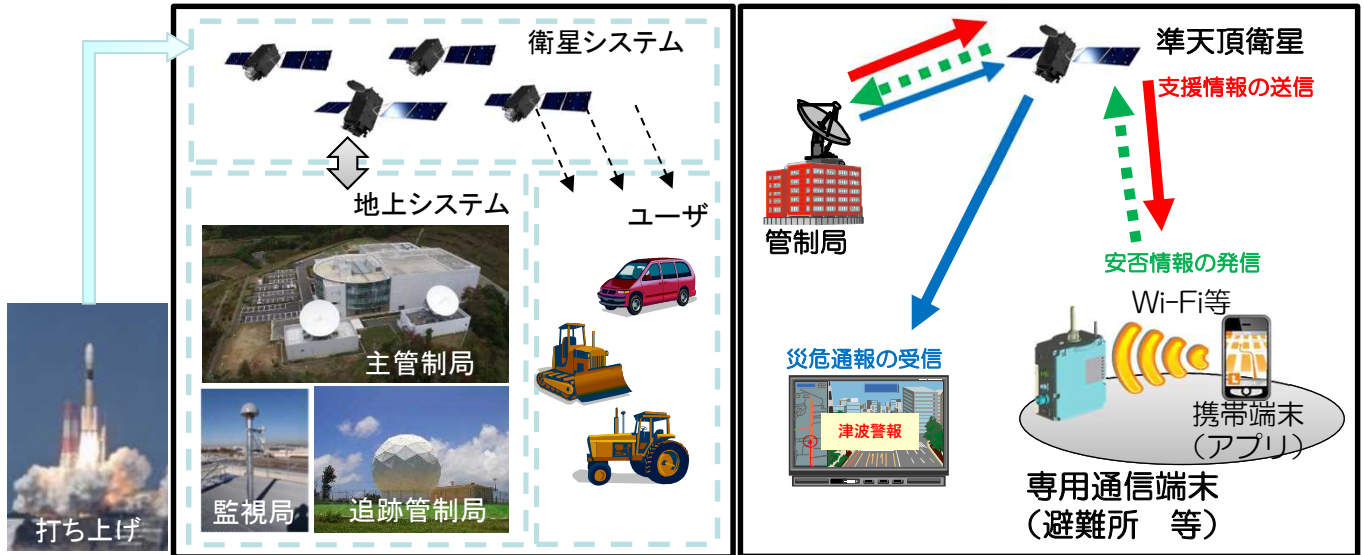 衛星システム
地上システム
ユーザ
主管制局
監視局
追跡管制局
打ち上げ
準天頂衛星
支援情報の送信
管制局
安否情報の発信
Wi-Fi等
災危通報の受信
津波警報
携帯端末
(アプリ)
専用通信端末
(避難所　等)